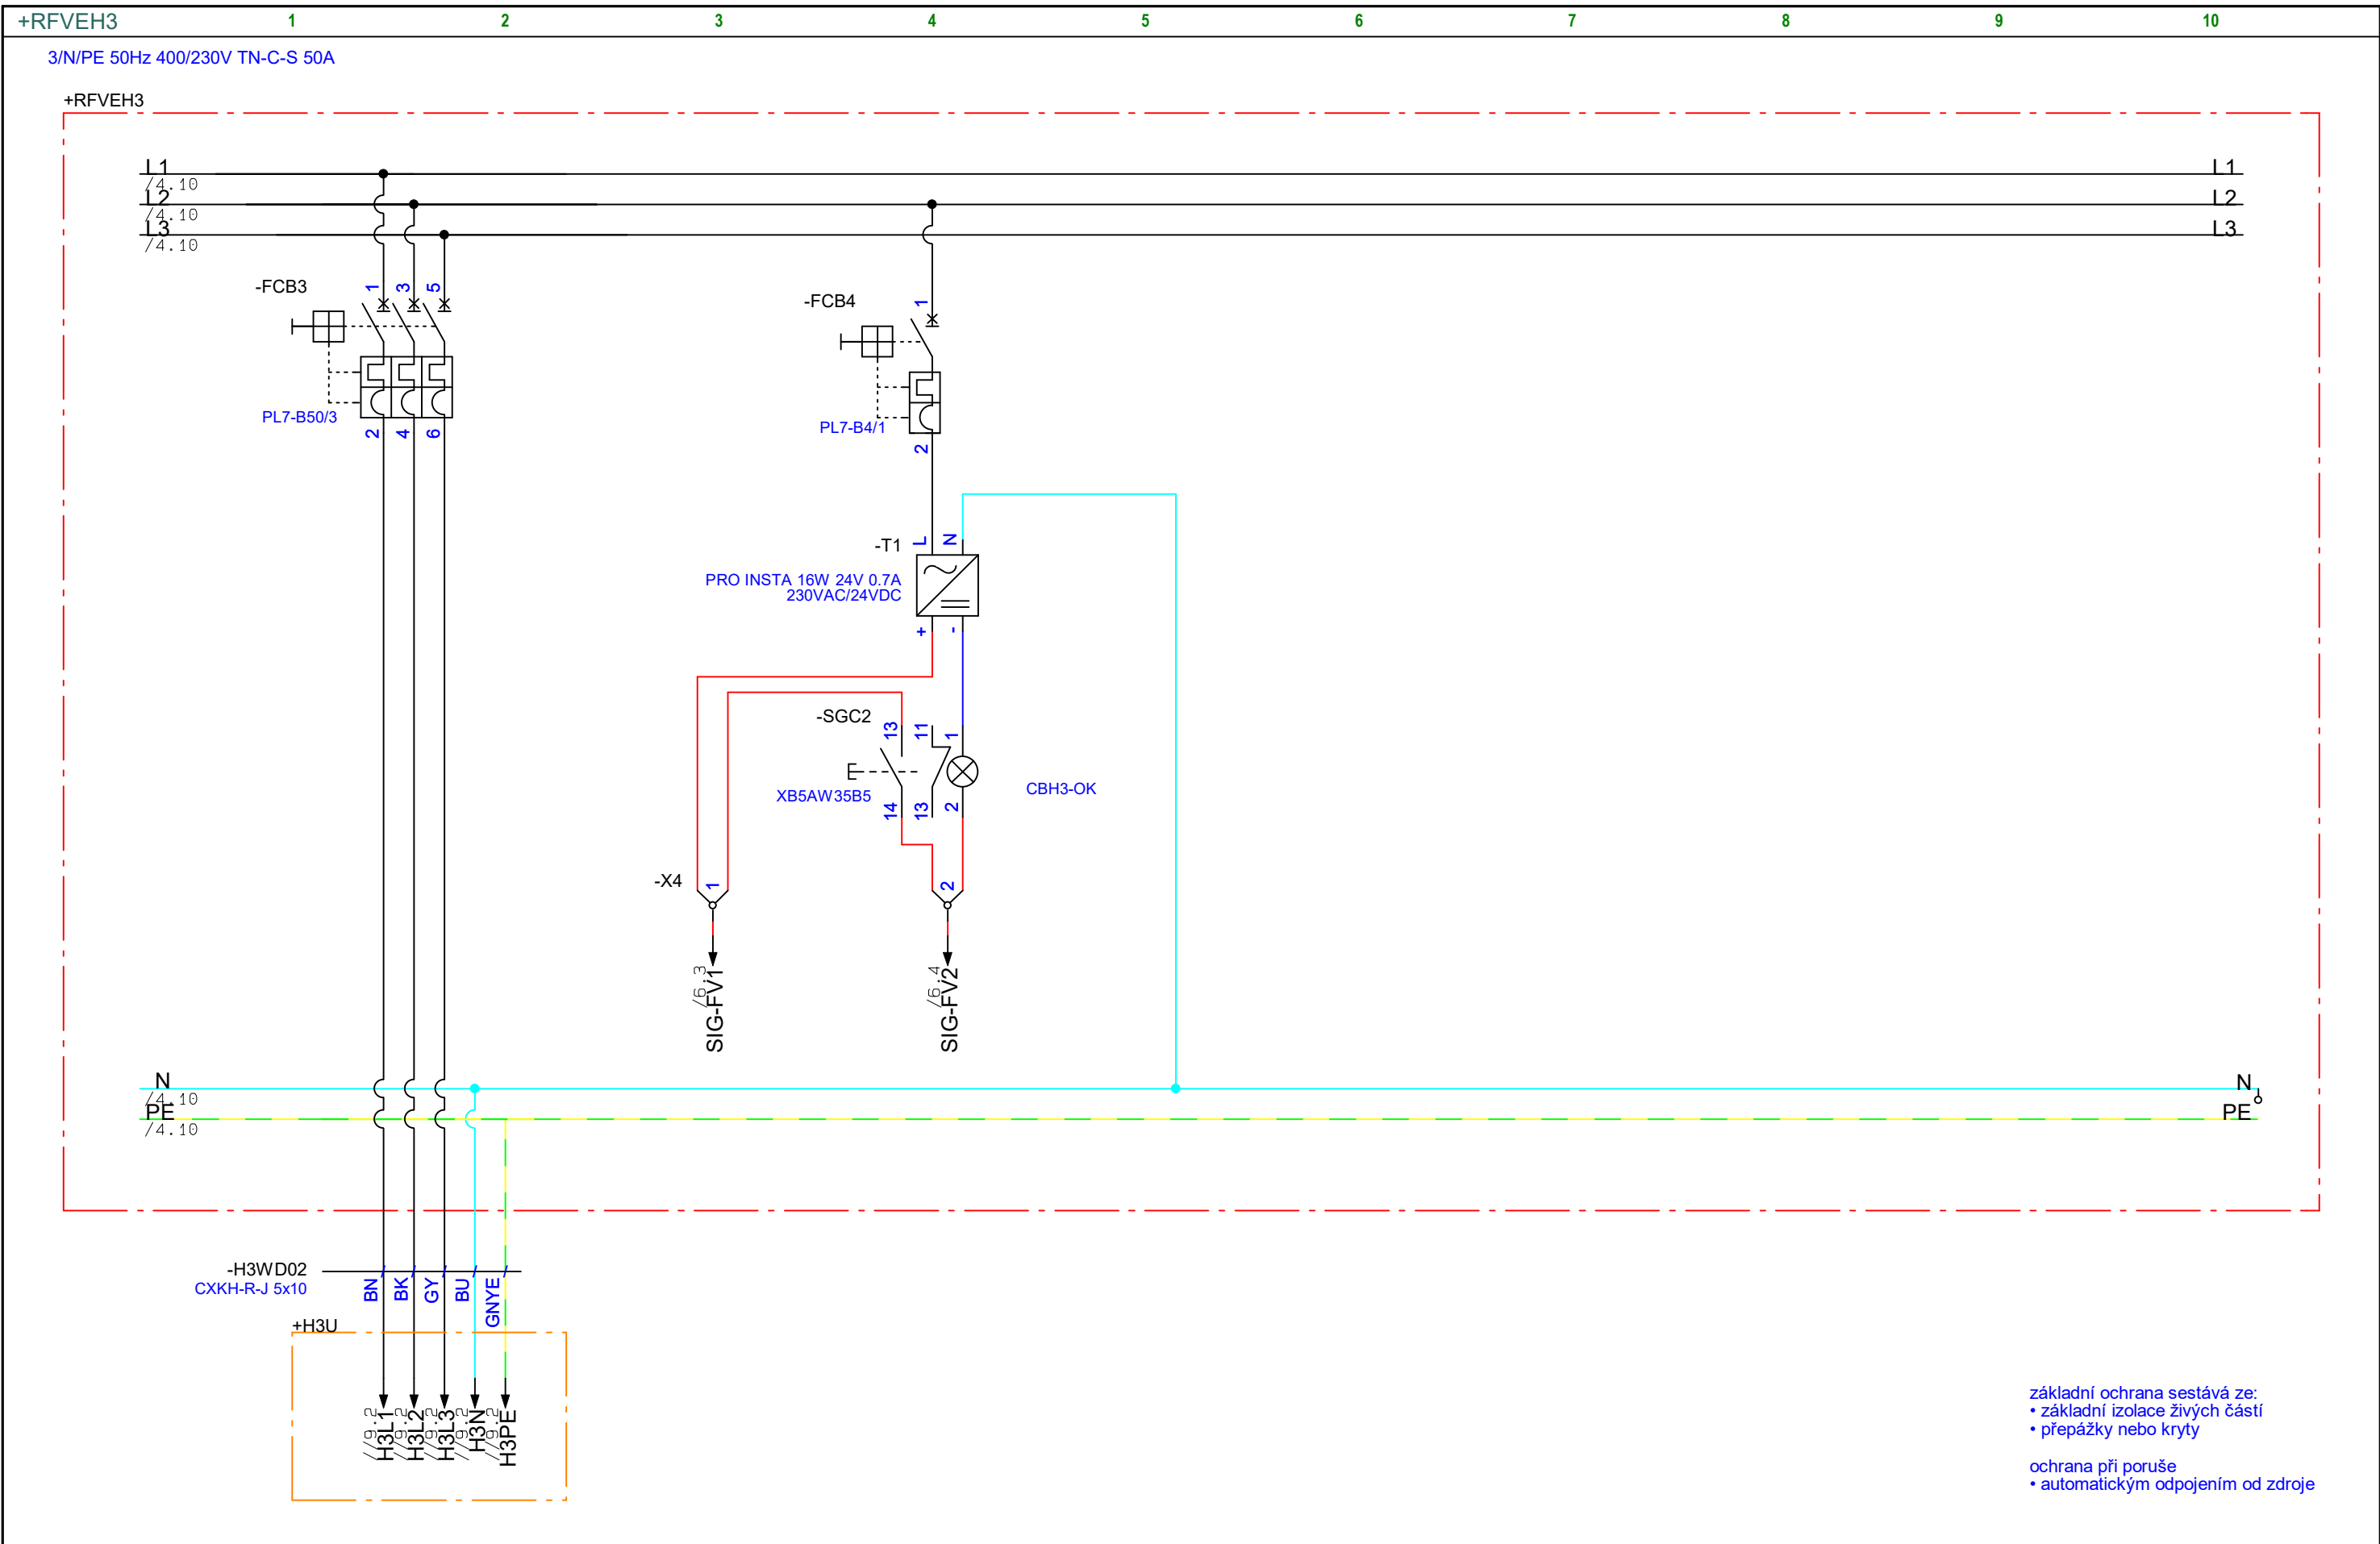 +RFVEH3 1 2 3 4 5 6 7 8 9 10
3/N/PE 50Hz 400/230V TN-C-S 50A
+RFVEH3
L1 L1
/4.10
L2 L2
/4.10
L3 L3
/4.10
-FCB3 1 3 5
-FCB4 1
PL7-B50/3
2 4 6
PL7-B4/1
2
-T1 L N
PRO INSTA 16W 24V 0.7A
230VAC/24VDC
+ -
-SGC2 13 11 1
XB5AW35B5 CBH3-OK
14 13 2
-X4 1 2
/6.3 /6.4
SIG-FV1 SIG-FV2
N N
/4.10
PE PE
/4.10
-H3WD02
CXKH-R-J 5x10
BN BK GY BU GNYE
+H3U
/9.2 /9.2 /9.2 /9.2 /9.2
H3L1 H3L2 H3L3 H3N H3PE
základní ochrana sestává ze:
• základní izolace živých částí
• přepážky nebo kryty
ochrana při poruše
• automatickým odpojením od zdroje